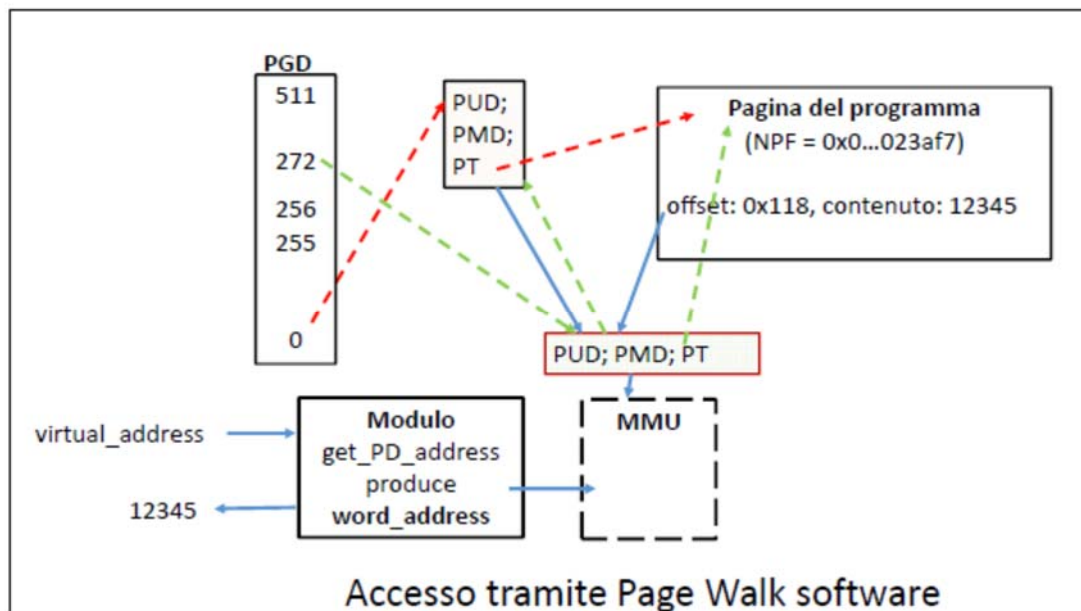 PGD
511
272
256
255
0
PUD;
PMD;
PT
Pagina del programma
(NPF = 0x0...023af7)
offset: 0x118, contenuto: 12345
PUD; PMD; PT
virtual_address
12345
Modulo
get_PD_address
produce
word_address
MMU
Accesso tramite Page Walk software